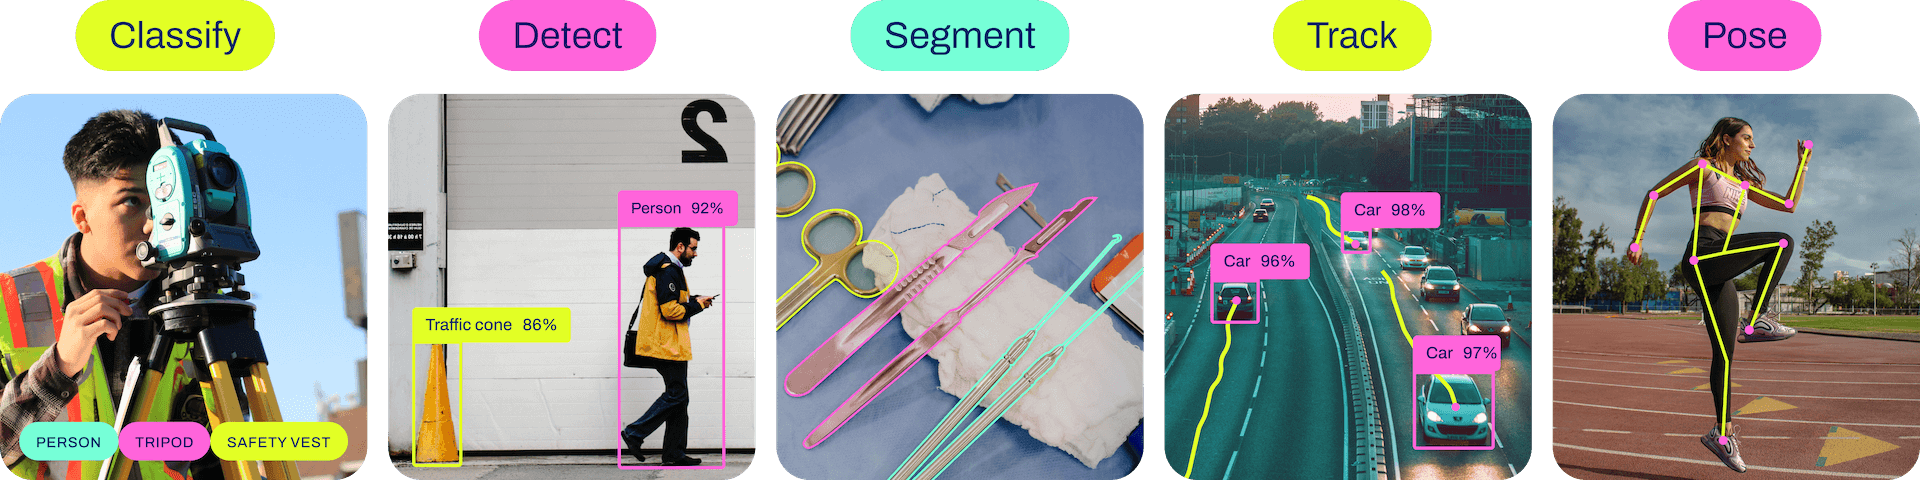 Classify
Detect
Segment
Track
Pose
PERSON
TRIPOD
SAFETY VEST
2
Person 92%
Traffic cone 86%
Car 98%
Car 96%
Car 97%